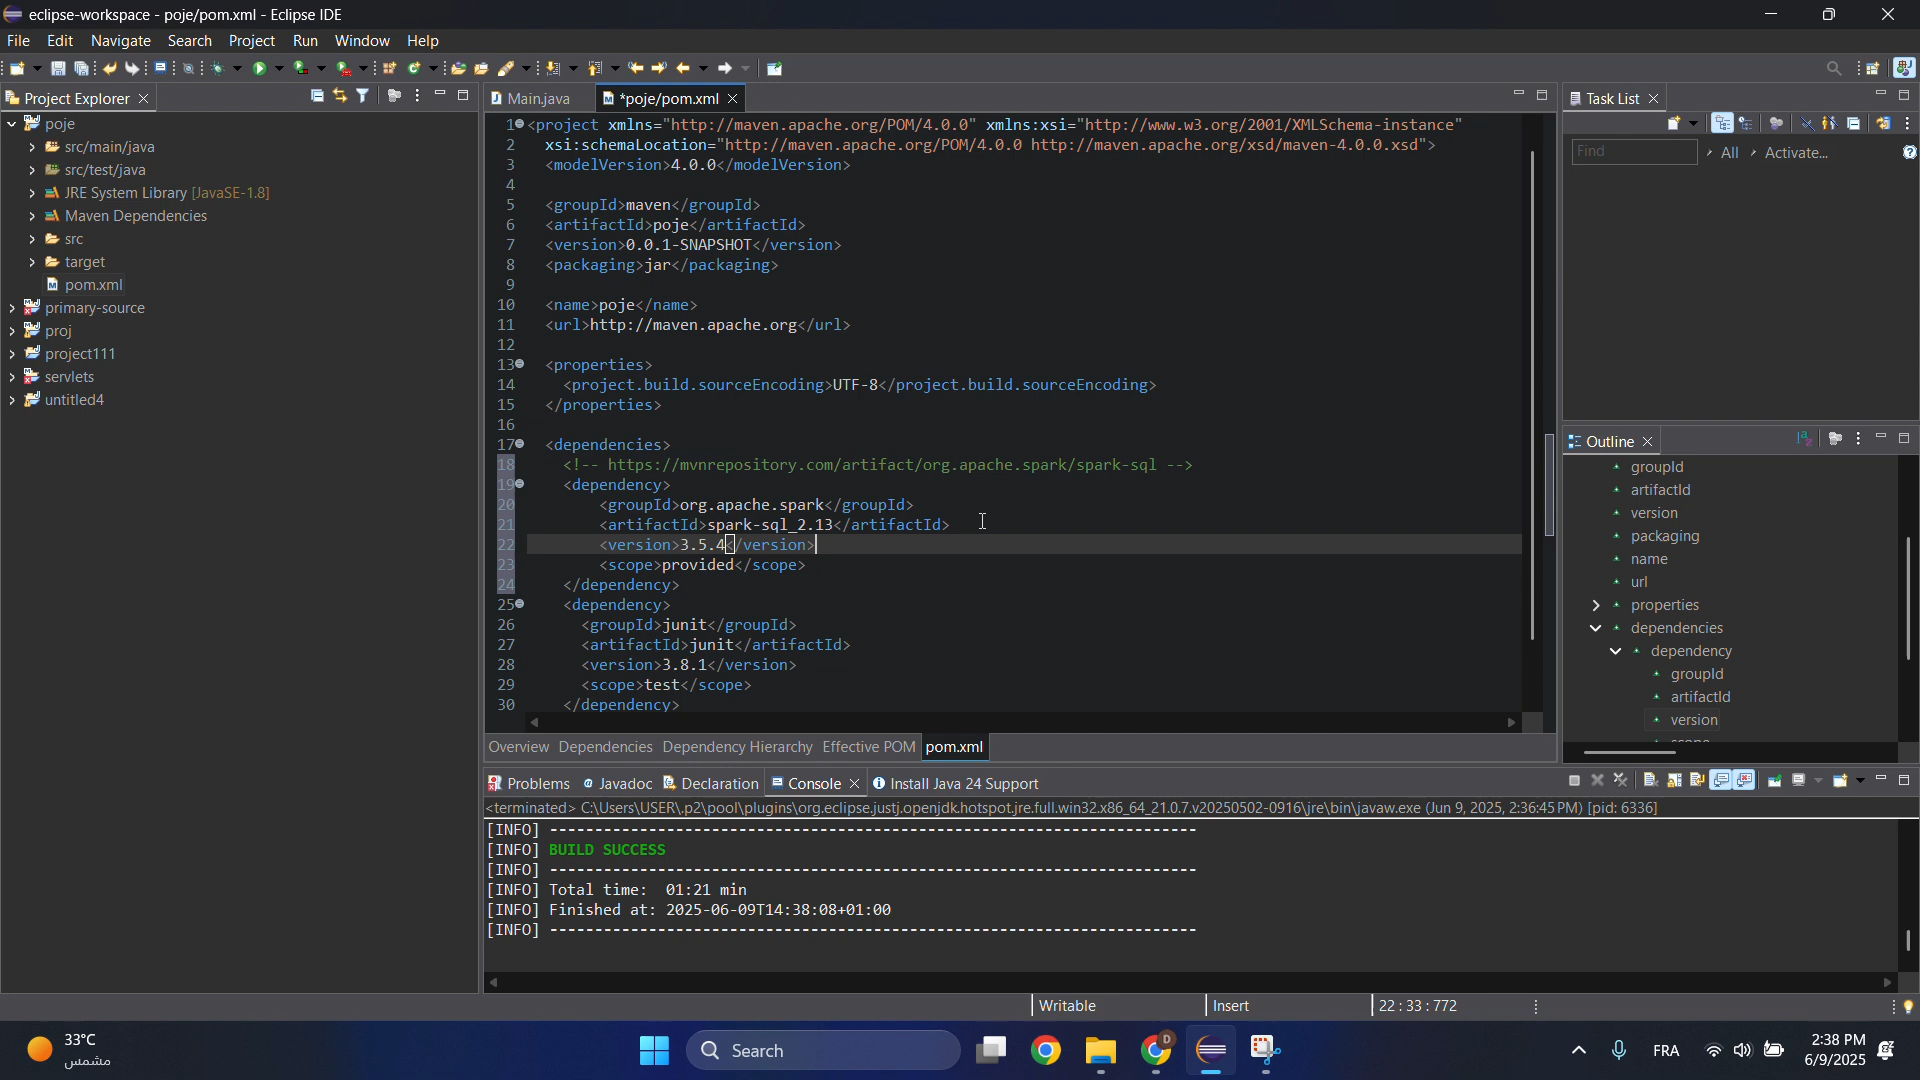 eclipse-workspace - poje/pom.xml - Eclipse IDE
File Edit Navigate Search Project Run Window Help
Project Explorer
poje
src/main/java
src/test/java
JRE System Library [JavaSE-1.8]
Maven Dependencies
src
target
pom.xml
primary-source
proj
project111
servlets
untitled4
Main.java
*poje/pom.xml
1 <project xmlns="http://maven.apache.org/POM/4.0.0" xmlns:xsi="http://www.w3.org/2001/XMLSchema-instance"
2 xsi:schemaLocation="http://maven.apache.org/POM/4.0.0 http://maven.apache.org/xsd/maven-4.0.0.xsd">
3 <modelVersion>4.0.0</modelVersion>
4
5 <groupId>maven</groupId>
6 <artifactId>poje</artifactId>
7 <version>0.0.1-SNAPSHOT</version>
8 <packaging>jar</packaging>
9
10 <name>poje</name>
11 <url>http://maven.apache.org</url>
12
13 <properties>
14 <project.build.sourceEncoding>UTF-8</project.build.sourceEncoding>
15 </properties>
16
17 <dependencies>
18 <!-- https://mvnrepository.com/artifact/org.apache.spark/spark-sql -->
19 <dependency>
20 <groupId>org.apache.spark</groupId>
21 <artifactId>spark-sql_2.13</artifactId>
22 <version>3.5.4</version>
23 <scope>provided</scope>
24 </dependency>
25 <dependency>
26 <groupId>junit</groupId>
27 <artifactId>junit</artifactId>
28 <version>3.8.1</version>
29 <scope>test</scope>
30 </dependency>
Overview Dependencies Dependency Hierarchy Effective POM pom.xml
Task List
Find
All
Activate...
Outline
groupId
artifactId
version
packaging
name
url
properties
dependencies
dependency
groupId
artifactId
version
scope
Problems Javadoc Declaration Console Install Java 24 Support
<terminated> C:\Users\USER\.p2\pool\plugins\org.eclipse.justj.openjdk.hotspot.jre.full.win32.x86_64_21.0.7.v20250502-0916\jre\bin\javaw.exe (Jun 9, 2025, 2:36:45 PM) [pid: 6336]
[INFO] ------------------------------------------------------------------------
[INFO] BUILD SUCCESS
[INFO] ------------------------------------------------------------------------
[INFO] Total time: 01:21 min
[INFO] Finished at: 2025-06-09T14:38:08+01:00
[INFO] ------------------------------------------------------------------------
Writable
Insert
22 : 33 : 772
33°C
مشمس
Search
D
FRA
2:38 PM
6/9/2025